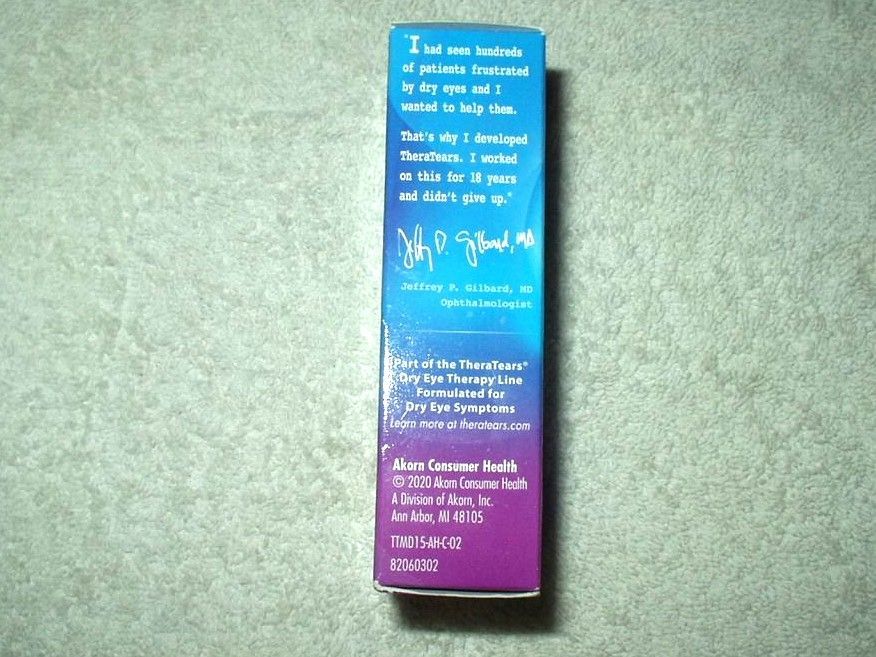 "I had seen hundreds
of patients frustrated
by dry eyes and I
wanted to help them.
That's why I developed
TheraTears. I worked
on this for 18 years
and didn't give up."
Jeffrey P. Gilbard, MD
Jeffrey P. Gilbard, MD
Ophthalmologist
Part of the TheraTears®
Dry Eye Therapy Line
Formulated for
Dry Eye Symptoms
Learn more at theratears.com
Akorn Consumer Health
© 2020 Akorn Consumer Health
A Division of Akorn, Inc.
Ann Arbor, MI 48105
TTMD15-AH-C-02
82060302